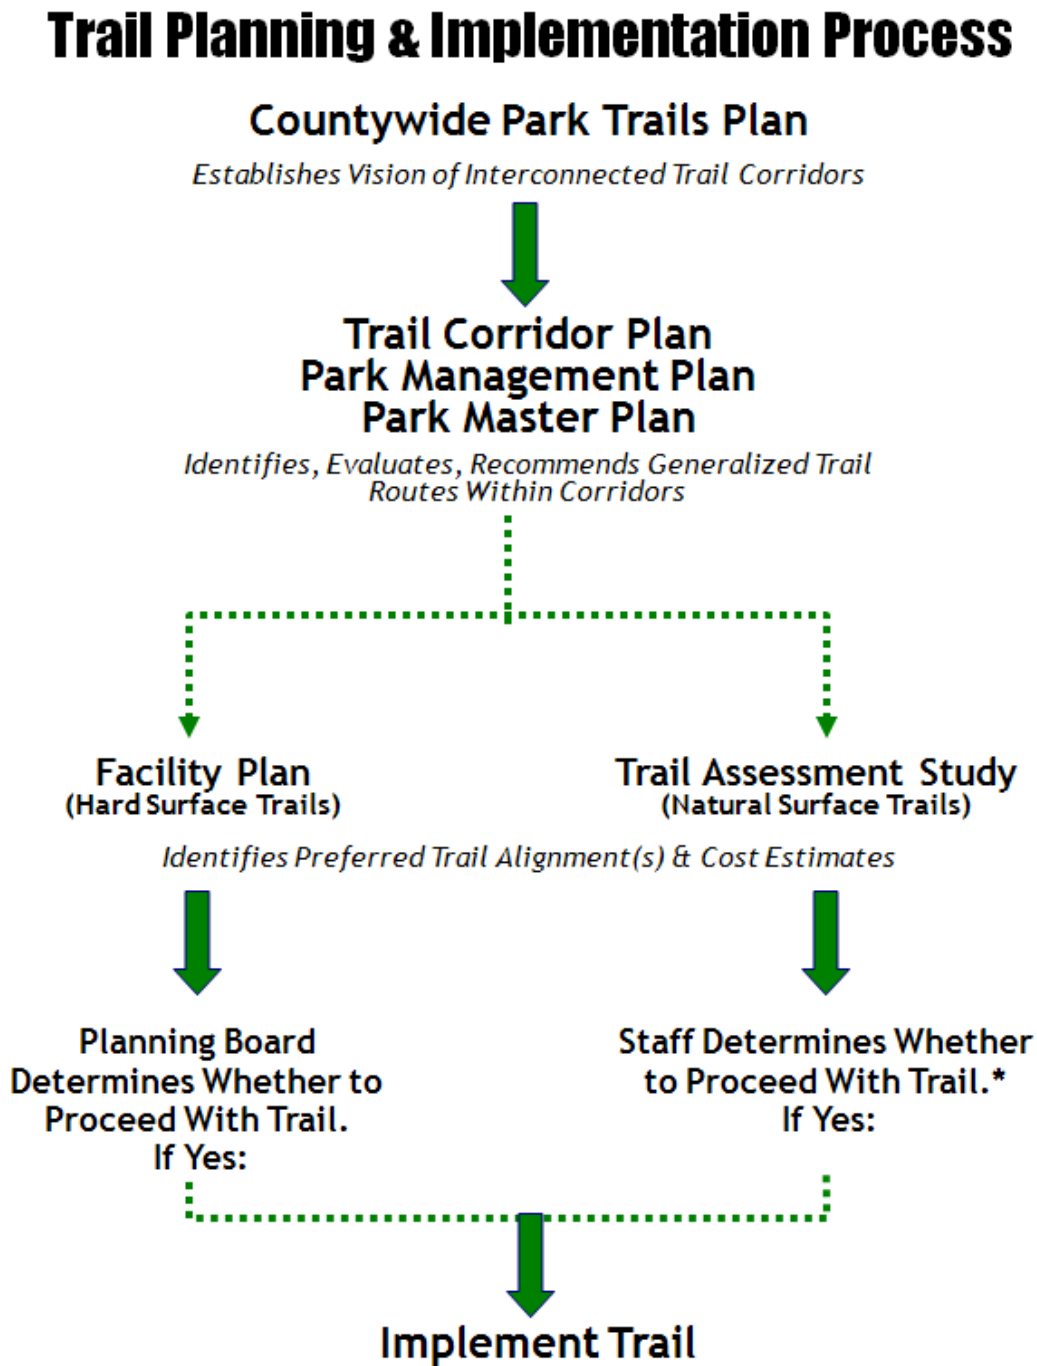 Trail Planning & Implementation Process
Countywide Park Trails Plan
Establishes Vision of Interconnected Trail Corridors
Trail Corridor Plan
Park Management Plan
Park Master Plan
Identifies, Evaluates, Recommends Generalized Trail
Routes Within Corridors
Facility Plan
(Hard Surface Trails)
Trail Assessment Study
(Natural Surface Trails)
Identifies Preferred Trail Alignment(s) & Cost Estimates
Planning Board
Determines Whether to
Proceed With Trail.
If Yes:
Staff Determines Whether
to Proceed With Trail.*
If Yes:
Implement Trail